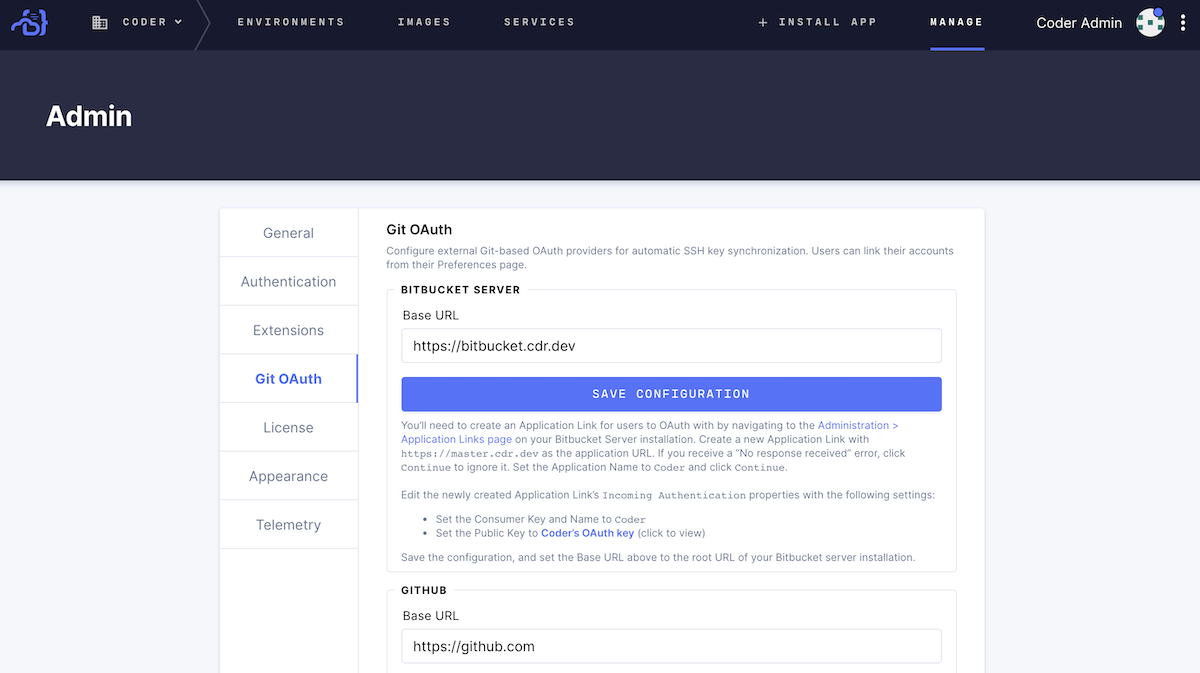 CODER
ENVIRONMENTS
IMAGES
SERVICES
+ INSTALL APP
MANAGE
Coder Admin
Admin
General
Authentication
Extensions
Git OAuth
License
Appearance
Telemetry
Git OAuth
Configure external Git-based OAuth providers for automatic SSH key synchronization. Users can link their accounts
from their Preferences page.
BITBUCKET SERVER
Base URL
https://bitbucket.cdr.dev
SAVE CONFIGURATION
You’ll need to create an Application Link for users to OAuth with by navigating to the Administration >
Application Links page on your Bitbucket Server installation. Create a new Application Link with
https://master.cdr.dev as the application URL. If you receive a “No response received” error, click
Continue to ignore it. Set the Application Name to Coder and click Continue.
Edit the newly created Application Link’s Incoming Authentication properties with the following settings:
• Set the Consumer Key and Name to Coder
• Set the Public Key to Coder’s OAuth key (click to view)
Save the configuration, and set the Base URL above to the root URL of your Bitbucket server installation.
GITHUB
Base URL
https://github.com